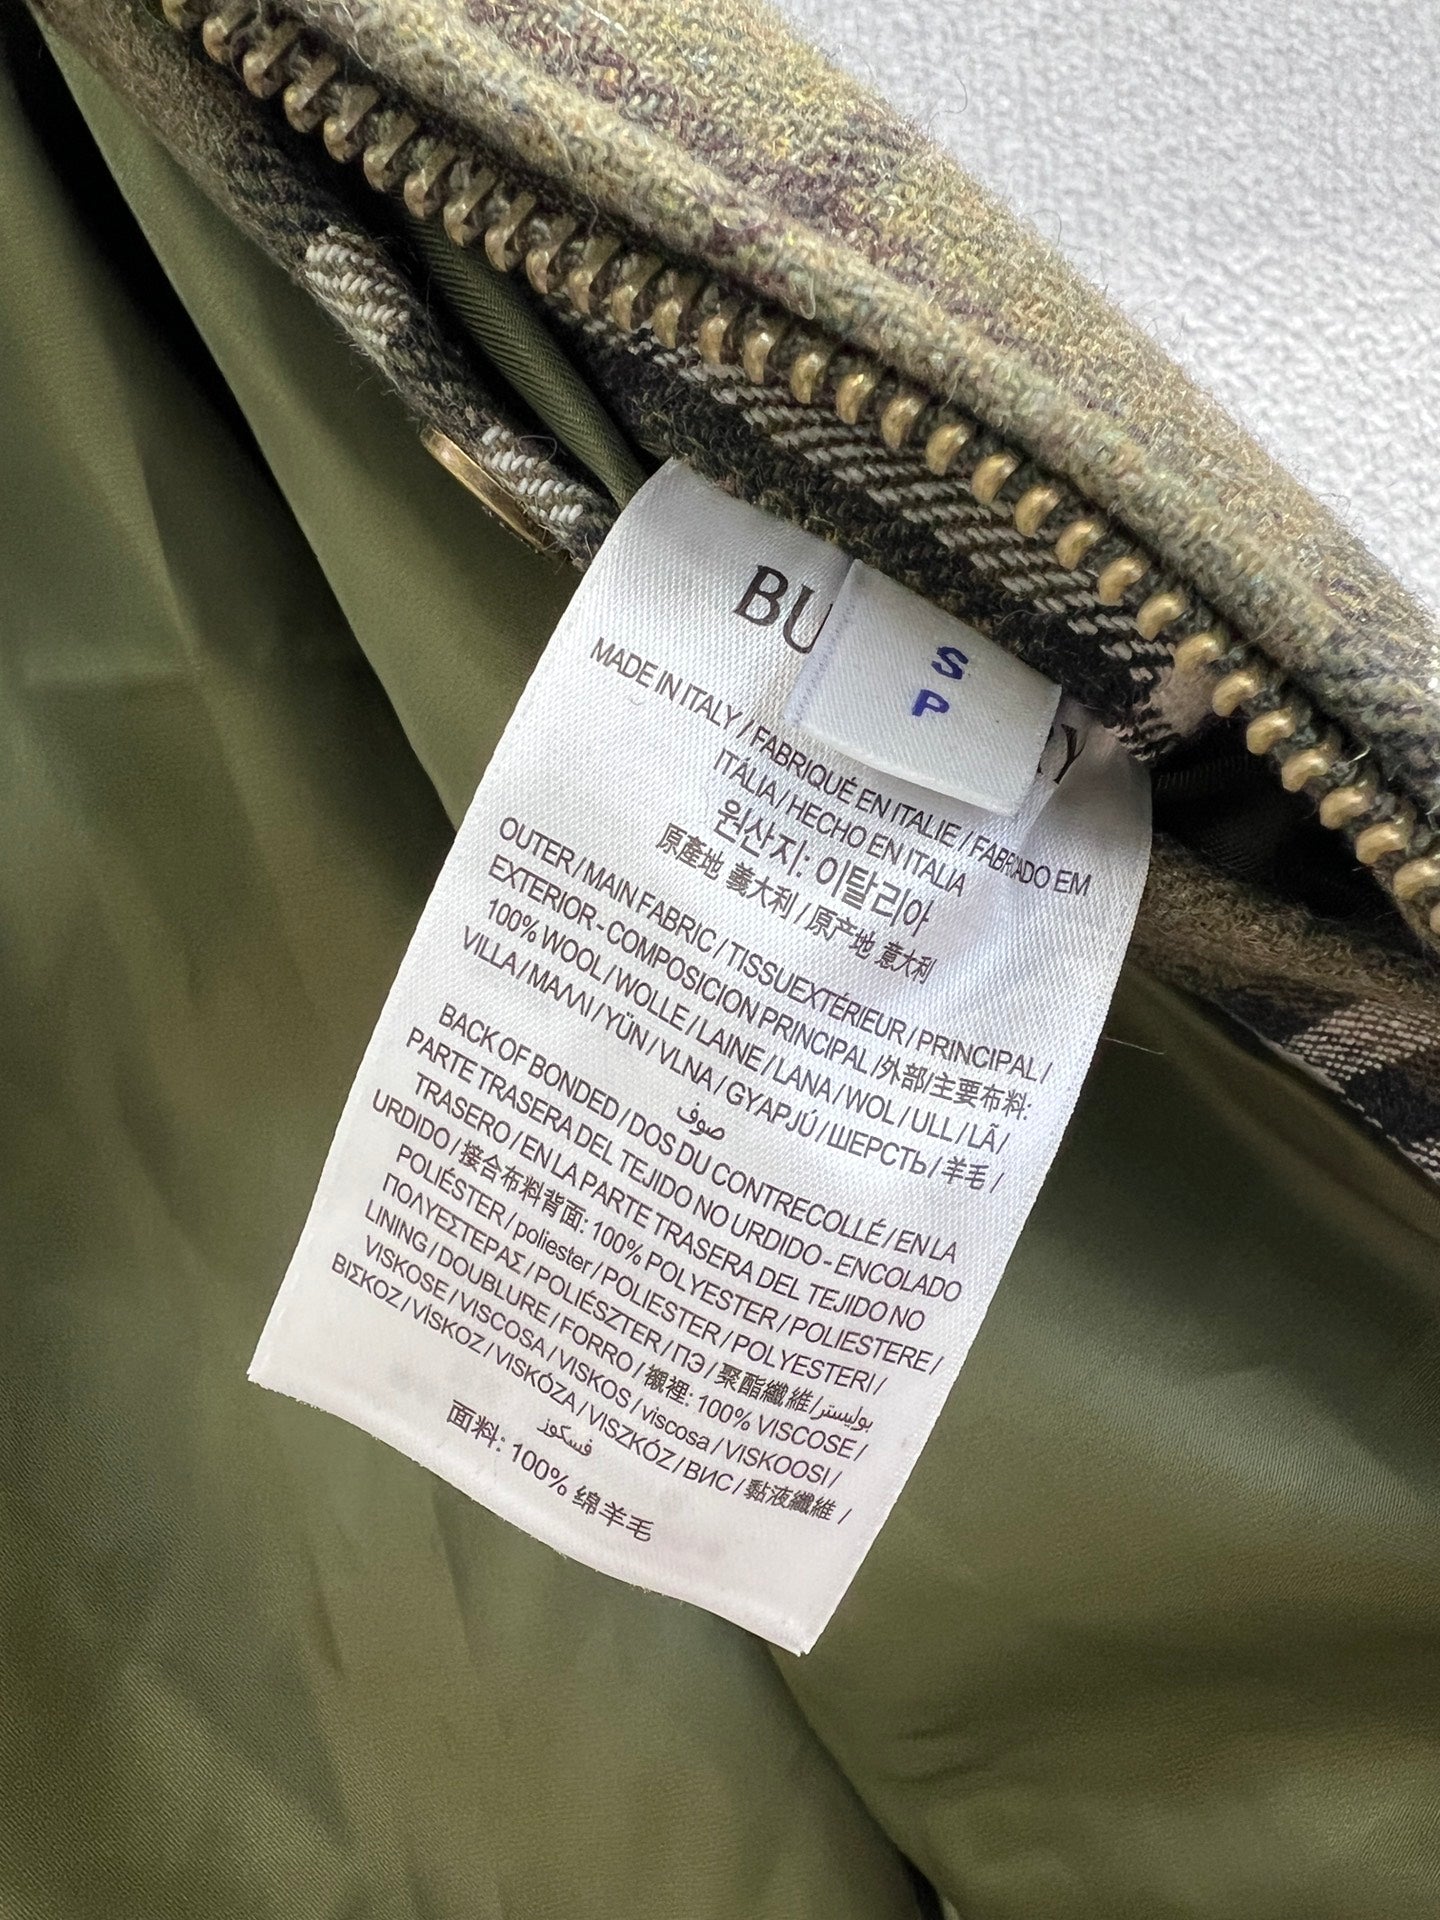 BU RY
S
P
MADE IN ITALY / FABRIQUÉ EN ITALIE / FABRICADO EM
ITÁLIA / HECHO EN ITALIA
원산지: 이탈리아
原產地 義大利 / 原产地 意大利
OUTER / MAIN FABRIC / TISSUEXTÉRIEUR / PRINCIPAL /
EXTERIOR - COMPOSICION PRINCIPAL /外部/主要布料:
100% WOOL / WOLLE / LAINE / LANA / WOL / ULL / LÃ /
VILLA / ΜΑΛΛΙ / YÜN / VLNA / GYAPJÚ / ШЕРСТЬ / 羊毛 /
صوف
BACK OF BONDED / DOS DU CONTRECOLLÉ / EN LA
PARTE TRASERA DEL TEJIDO NO URDIDO - ENCOLADO
TRASERO / EN LA PARTE TRASERA DEL TEJIDO NO
URDIDO / 接合布料背面: 100% POLYESTER / POLIESTERE /
POLIÉSTER / poliester / POLIESTER / POLYESTERI /
ΠΟΛΥΕΣΤΕΡΑΣ / POLIÉSZTER / ПЭ / 聚酯纖維/بوليستر
LINING / DOUBLURE / FORRO / 襯裡: 100% VISCOSE /
VISKOSE / VISCOSA / VISKOS / viscosa / VISKOOSI /
ΒΙΣΚΟΖ / VİSKOZ / VISKÓZA / VISZKÓZ / ВИС / 黏液纖維 /
فسكوز
面料: 100% 绵羊毛